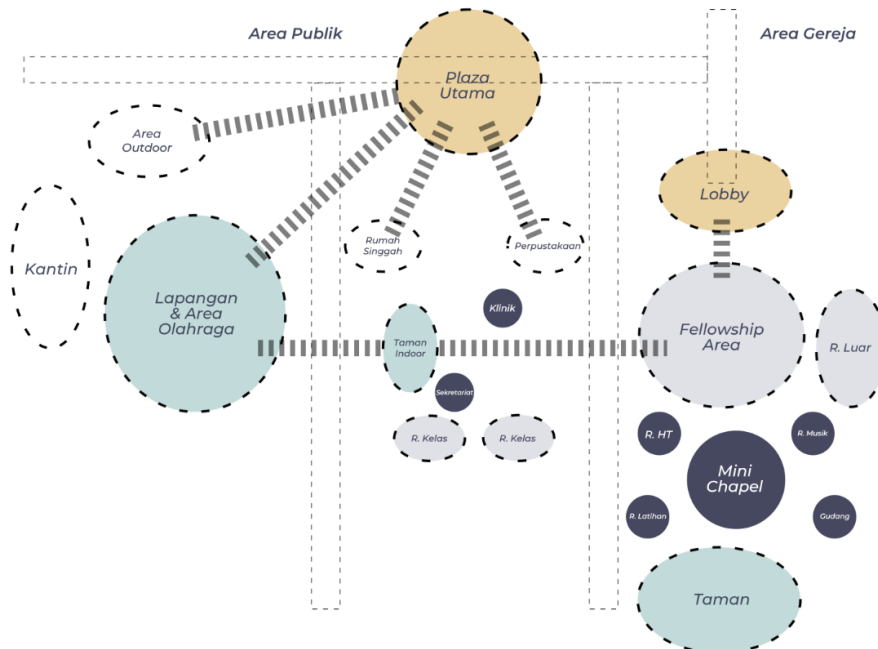 Area Publik
Area Gereja
Plaza
Utama
Area
Outdoor
Lobby
Rumah
Singgah
Perpustakaan
Kantin
Lapangan
& Area
Olahraga
Klinik
Taman
Indoor
Fellowship
Area
R. Luar
Sekretariat
R. Kelas
R. Kelas
R. HT
R. Musik
Mini
Chapel
R. Latihan
Gudang
Taman